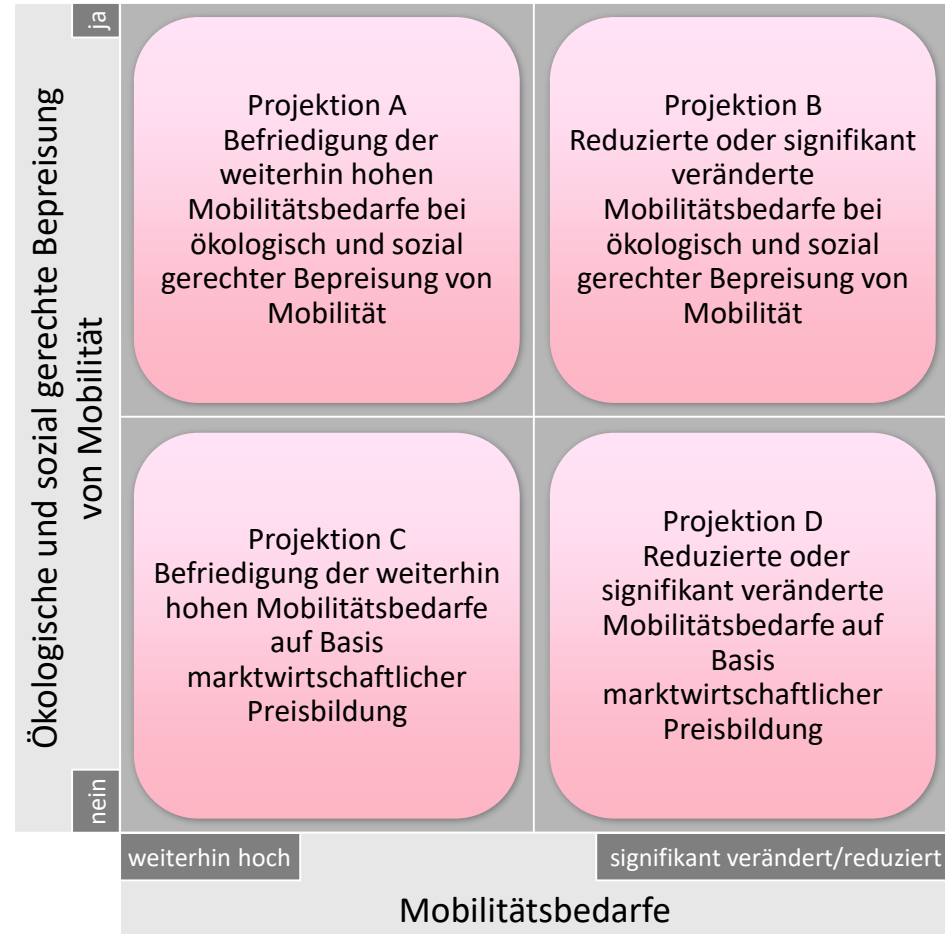 Ökologische und sozial gerechte Bepreisung
von Mobilität
ja
nein
Projektion A
Befriedigung der
weiterhin hohen
Mobilitätsbedarfe bei
ökologisch und sozial
gerechter Bepreisung von
Mobilität
Projektion B
Reduzierte oder signifikant
veränderte
Mobilitätsbedarfe bei
ökologisch und sozial
gerechter Bepreisung von
Mobilität
Projektion C
Befriedigung der weiterhin
hohen Mobilitätsbedarfe
auf Basis
marktwirtschaftlicher
Preisbildung
Projektion D
Reduzierte oder
signifikant veränderte
Mobilitätsbedarfe auf
Basis
marktwirtschaftlicher
Preisbildung
weiterhin hoch
signifikant verändert/reduziert
Mobilitätsbedarfe